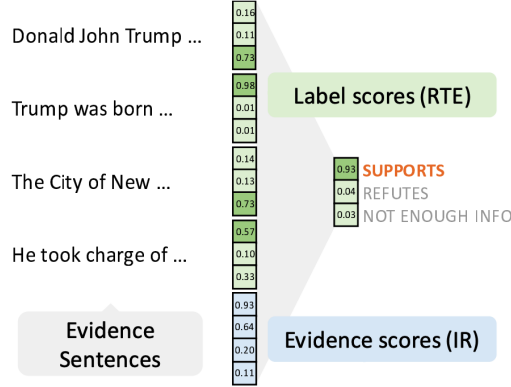 Donald John Trump ...
0.16
0.11
0.73
Trump was born ...
0.98
0.01
0.01
Label scores (RTE)
The City of New ...
0.14
0.13
0.73
0.93 SUPPORTS
0.04 REFUTES
0.03 NOT ENOUGH INFO
He took charge of ...
0.57
0.10
0.33
Evidence
Sentences
0.93
0.64
0.20
0.11
Evidence scores (IR)